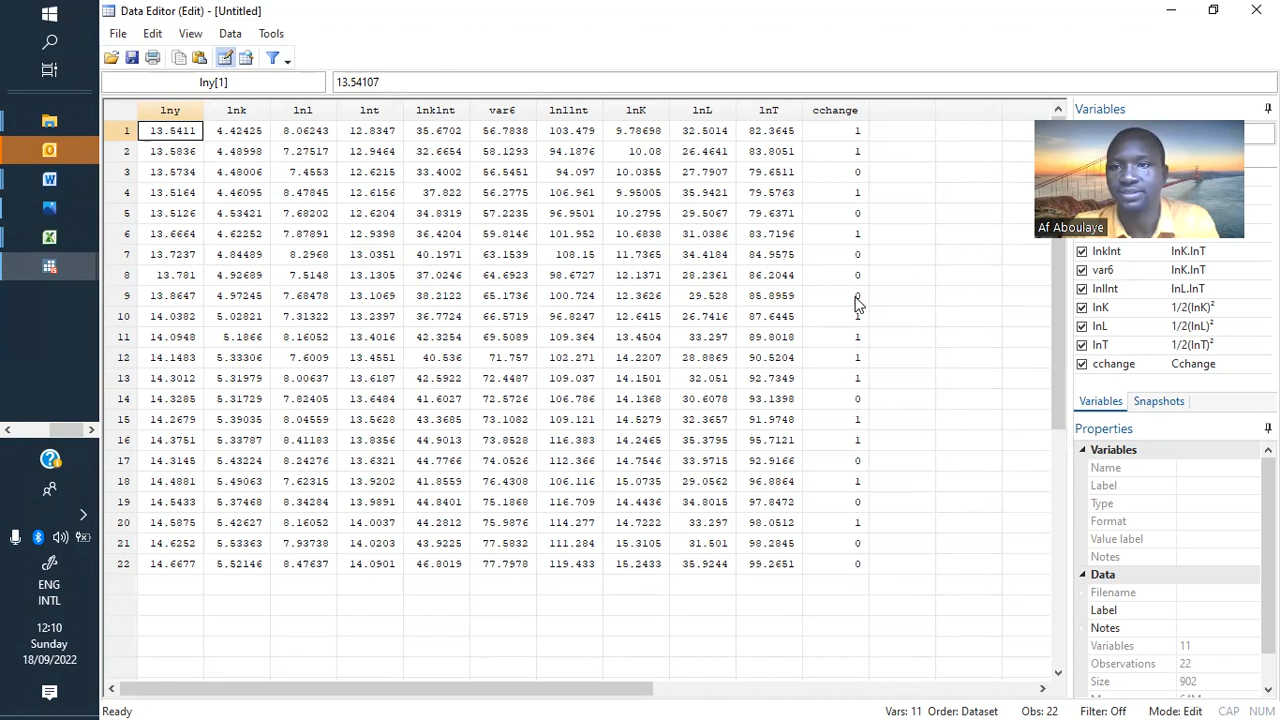 Data Editor (Edit) - [Untitled]
File Edit View Data Tools
lny[1] 13.54107
lny lnk lnl lnt lnklnt var6 lnllnt lnK lnL lnT cchange
1 13.5411 4.42425 8.06243 12.8347 35.6702 56.7838 103.479 9.78698 32.5014 82.3645 1
2 13.5836 4.48998 7.27517 12.9464 32.6654 58.1293 94.1876 10.08 26.4641 83.8051 1
3 13.5734 4.48006 7.4553 12.6215 33.4002 56.5451 94.097 10.0355 27.7907 79.6511 0
4 13.5164 4.46095 8.47845 12.6156 37.822 56.2775 106.961 9.95005 35.9421 79.5763 1
5 13.5126 4.53421 7.68202 12.6204 34.8319 57.2235 96.9501 10.2795 29.5067 79.6371 0
6 13.6664 4.62252 7.87891 12.9398 36.4204 59.8146 101.952 10.6838 31.0386 83.7196 1
7 13.7237 4.84489 8.2968 13.0351 40.1971 63.1539 108.15 11.7365 34.4184 84.9575 0
8 13.781 4.92689 7.5148 13.1305 37.0246 64.6923 98.6727 12.1371 28.2361 86.2044 0
9 13.8647 4.97245 7.68478 13.1069 38.2122 65.1736 100.724 12.3626 29.528 85.8959 0
10 14.0382 5.02821 7.31322 13.2397 36.7724 66.5719 96.8247 12.6415 26.7416 87.6445 1
11 14.0948 5.1866 8.16052 13.4016 42.3254 69.5089 109.364 13.4504 33.297 89.8018 1
12 14.1483 5.33306 7.6009 13.4551 40.536 71.757 102.271 14.2207 28.8869 90.5204 1
13 14.3012 5.31979 8.00637 13.6187 42.5922 72.4487 109.037 14.1501 32.051 92.7349 1
14 14.3285 5.31729 7.82405 13.6484 41.6027 72.5726 106.786 14.1368 30.6078 93.1398 0
15 14.2679 5.39035 8.04559 13.5628 43.3685 73.1082 109.121 14.5279 32.3657 91.9748 1
16 14.3751 5.33787 8.41183 13.8356 44.9013 73.8528 116.383 14.2465 35.3795 95.7121 1
17 14.3145 5.43224 8.24276 13.6321 44.7766 74.0526 112.366 14.7546 33.9715 92.9166 0
18 14.4881 5.49063 7.62315 13.9202 41.8559 76.4308 106.116 15.0735 29.0562 96.8864 1
19 14.5433 5.37468 8.34284 13.9891 44.8401 75.1868 116.709 14.4436 34.8015 97.8472 0
20 14.5875 5.42627 8.16052 14.0037 44.2812 75.9876 114.277 14.7222 33.297 98.0512 1
21 14.6252 5.53363 7.93738 14.0203 43.9225 77.5832 111.284 15.3105 31.501 98.2845 0
22 14.6677 5.52146 8.47637 14.0901 46.8019 77.7978 119.433 15.2433 35.9244 99.2651 0
Variables
Af Aboulaye
lnklnt lnK.lnT
var6 lnK.lnT
lnllnt lnL.lnT
lnK 1/2(lnK)²
lnL 1/2(lnL)²
lnT 1/2(lnT)²
cchange Cchange
Variables Snapshots
Properties
Variables
Name
Label
Type
Format
Value label
Notes
Data
Filename
Label
Notes
Variables 11
Observations 22
Size 902
ENG
INTL
12:10
Sunday
18/09/2022
Ready Vars: 11 Order: Dataset Obs: 22 Filter: Off Mode: Edit CAP NUM